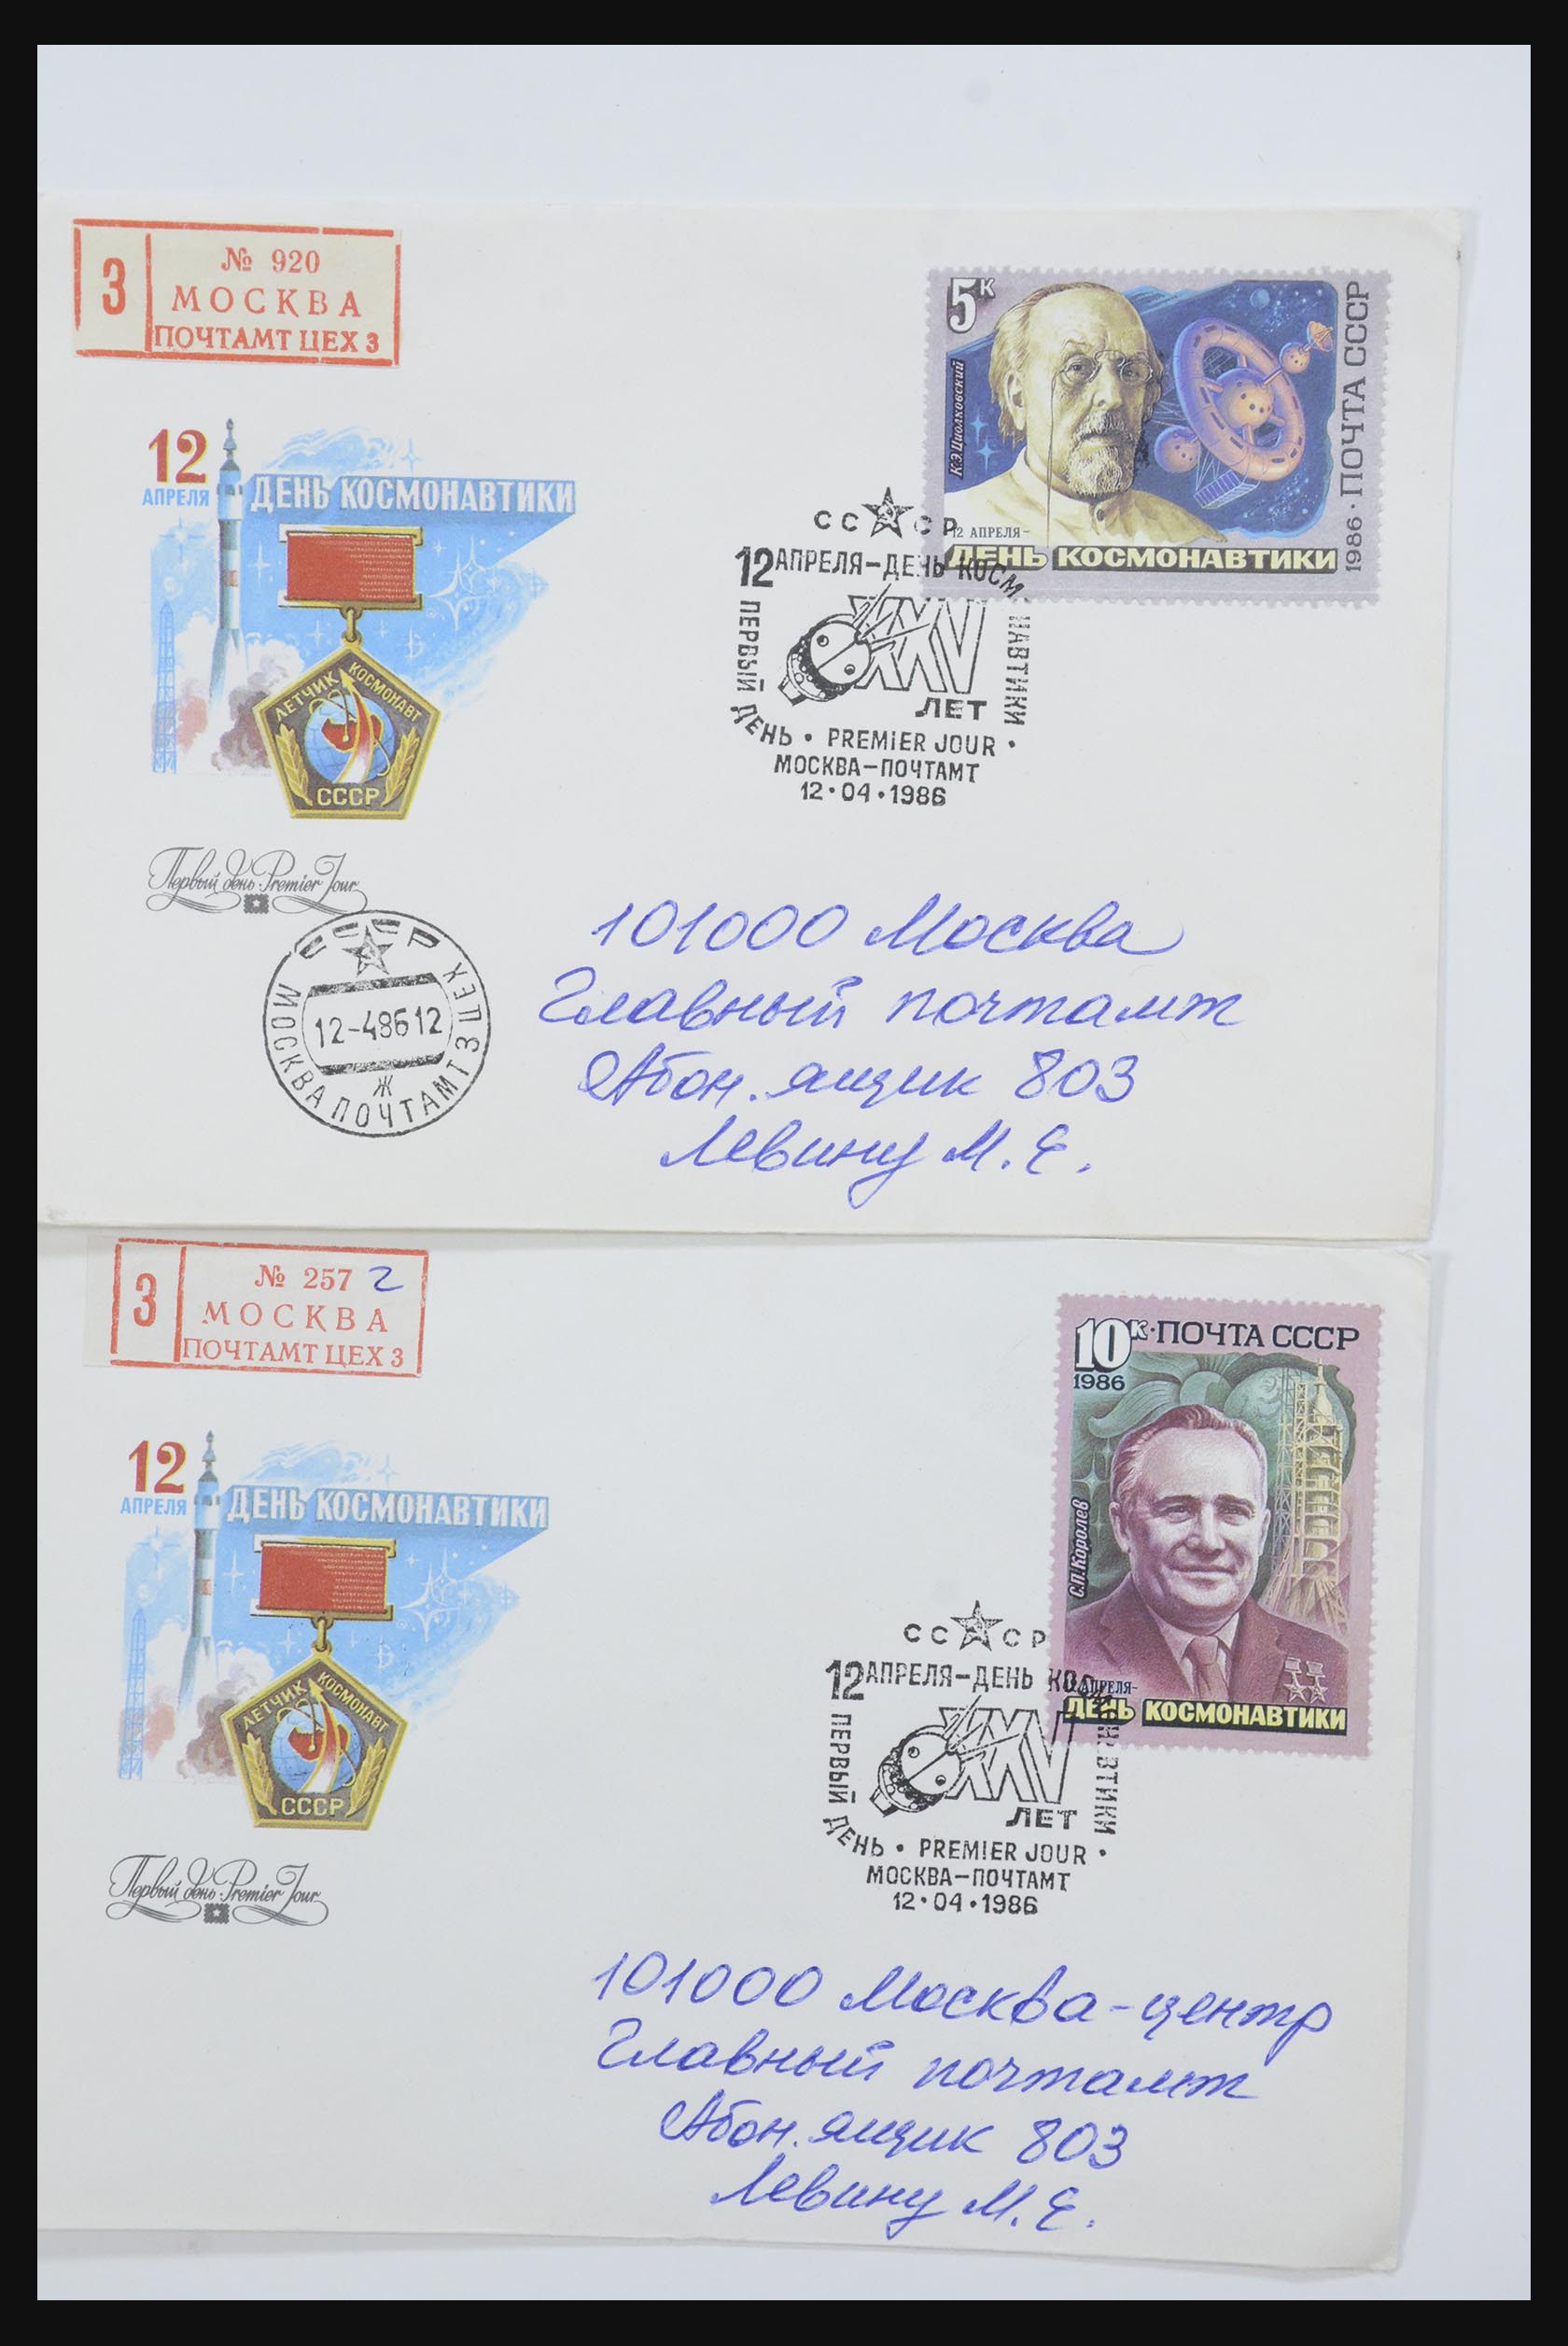 3
№ 920
МОСКВА
ПОЧТАМТ ЦЕХ 3
5К
К.Э.Циолковский
1986 · ПОЧТА СССР
12 АПРЕЛЯ–
ДЕНЬ КОСМОНАВТИКИ
12
АПРЕЛЯ
ДЕНЬ КОСМОНАВТИКИ
ЛЕТЧИК КОСМОНАВТ
СССР
СССР
12 АПРЕЛЯ–ДЕНЬ КОСМОНАВТИКИ
XXV
ЛЕТ
ПЕРВЫЙ ДЕНЬ • PREMIER JOUR •
МОСКВА–ПОЧТАМТ
12•04•1986
Первый день·Premier Jour
СССР
12-48612
Ж
МОСКВА ПОЧТАМТ 3 ЦЕХ
101000 Москва
Главный почтамт
Абон. ящик 803
Левину М. Е.
3
№ 257 2
МОСКВА
ПОЧТАМТ ЦЕХ 3
10К·ПОЧТА СССР
1986
С.П.Королев
12 АПРЕЛЯ–
ДЕНЬ КОСМОНАВТИКИ
12
АПРЕЛЯ
ДЕНЬ КОСМОНАВТИКИ
ЛЕТЧИК КОСМОНАВТ
СССР
СССР
12 АПРЕЛЯ–ДЕНЬ КОСМОНАВТИКИ
XXV
ЛЕТ
ПЕРВЫЙ ДЕНЬ • PREMIER JOUR •
МОСКВА–ПОЧТАМТ
12•04•1986
Первый день·Premier Jour
101000 Москва-центр
Главный почтамт
Абон. ящик 803
Левину М. Е.